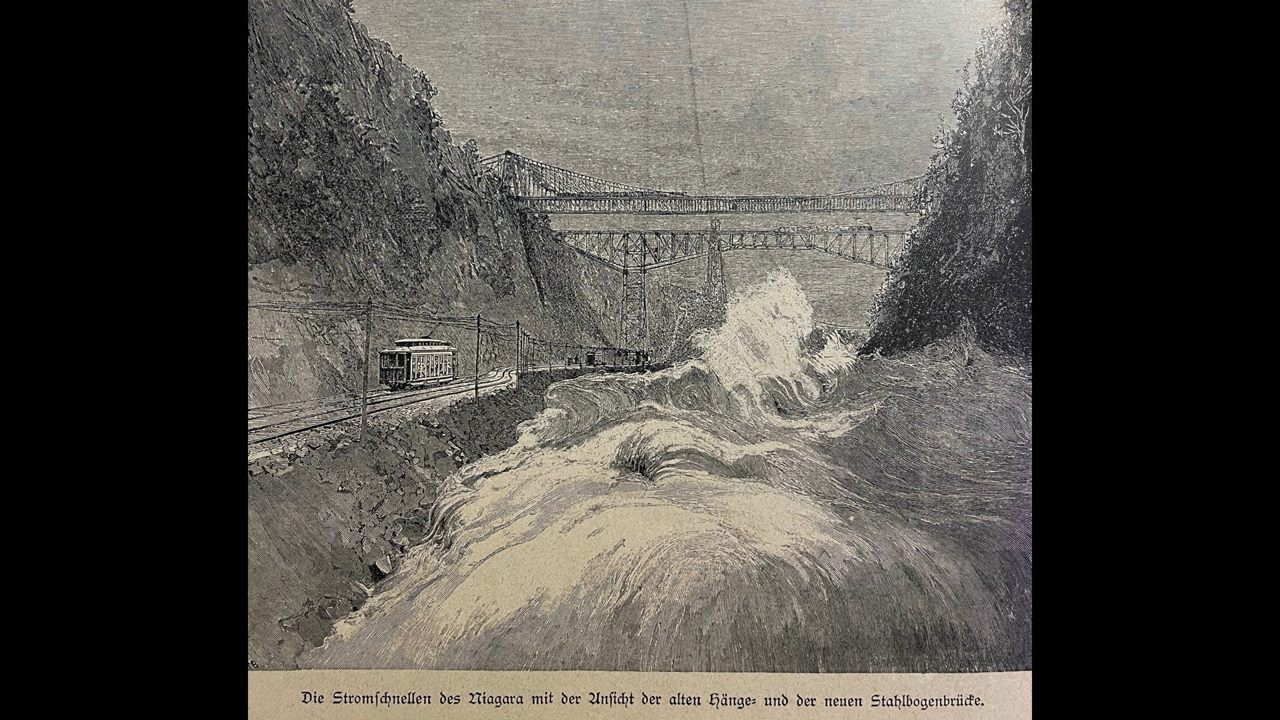 Die Stromschnellen des Niagara mit der Ansicht der alten Hänge- und der neuen Stahlbogenbrücke.